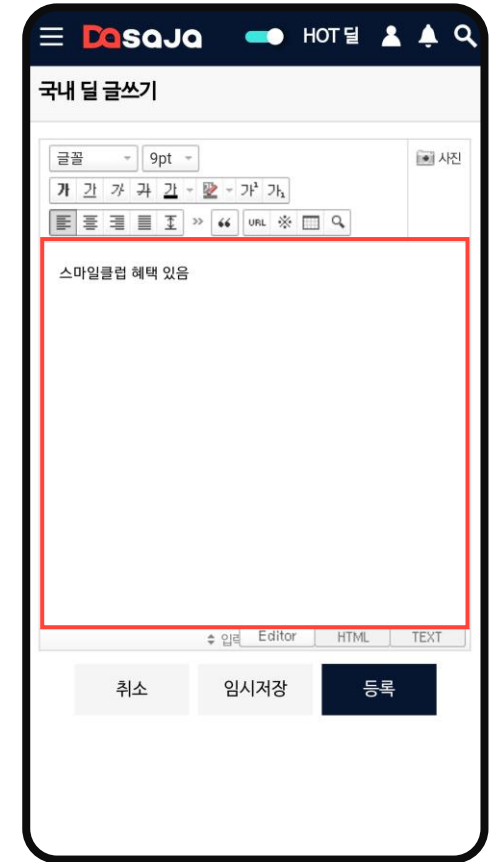 Dasaja HOT 딜
국내 딜 글쓰기
글꼴 9pt 사진
가 가 가 가 가 가¹ 가₁
» “ URL ※
스마일클럽 혜택 있음
Editor HTML TEXT
취소 임시저장 등록